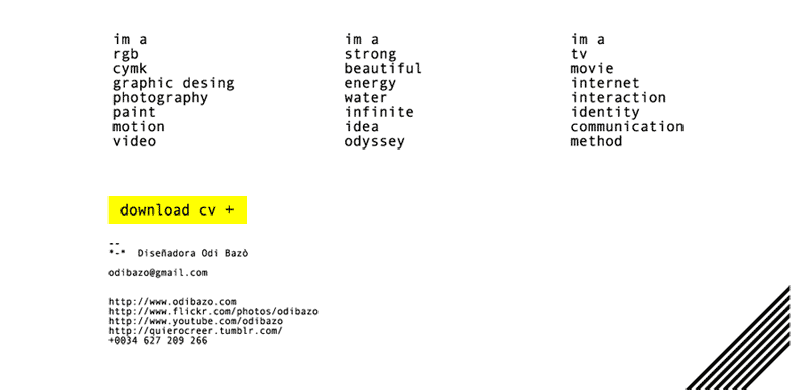 im a
rgb
cymk
graphic desing
photography
paint
motion
video
im a
strong
beautiful
energy
water
infinite
idea
odyssey
im a
tv
movie
internet
interaction
identity
communication
method
download cv +
--
*-* Diseñadora Odi Bazò
odibazo@gmail.com
http://www.odibazo.com
http://www.flickr.com/photos/odibazo
http://www.youtube.com/odibazo
http://quierocreer.tumblr.com/
+0034 627 209 266